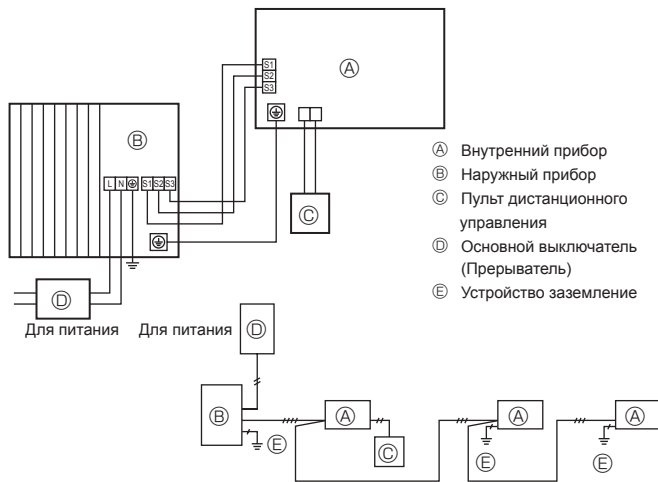 Ⓐ
S1
S2
S3
Ⓑ
L N S1 S2 S3
Ⓒ
Ⓓ
Для питания
Ⓐ Внутренний прибор
Ⓑ Наружный прибор
Ⓒ Пульт дистанционного
управления
Ⓓ Основной выключатель
(Прерыватель)
Ⓔ Устройство заземление
Для питания Ⓓ
Ⓑ Ⓐ Ⓐ Ⓐ
Ⓔ Ⓒ Ⓔ Ⓔ